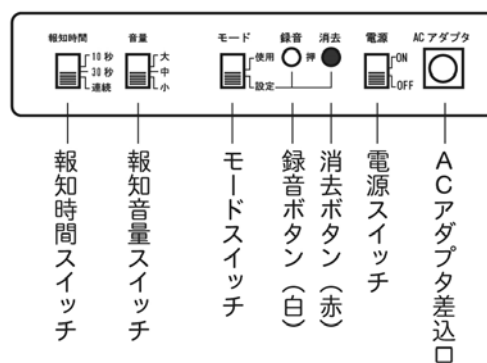 報知時間
10秒
30秒
連続
音量
大
中
小
モード
使用
設定
録音
押
消去
電源
ON
OFF
ACアダプタ
報知時間スイッチ
報知音量スイッチ
モードスイッチ
録音ボタン（白）
消去ボタン（赤）
電源スイッチ
ACアダプタ差込口